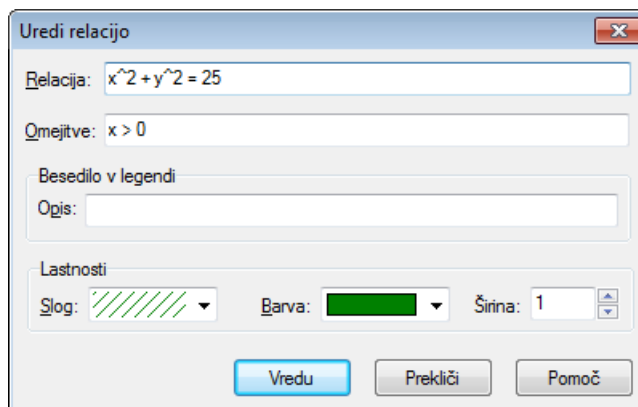 Uredi relacijo
Relacija: x^2 + y^2 = 25
Omejitve: x > 0
Besedilo v legendi
Opis:
Lastnosti
Slog: Barva: Širina: 1
Vredu Prekliči Pomoč